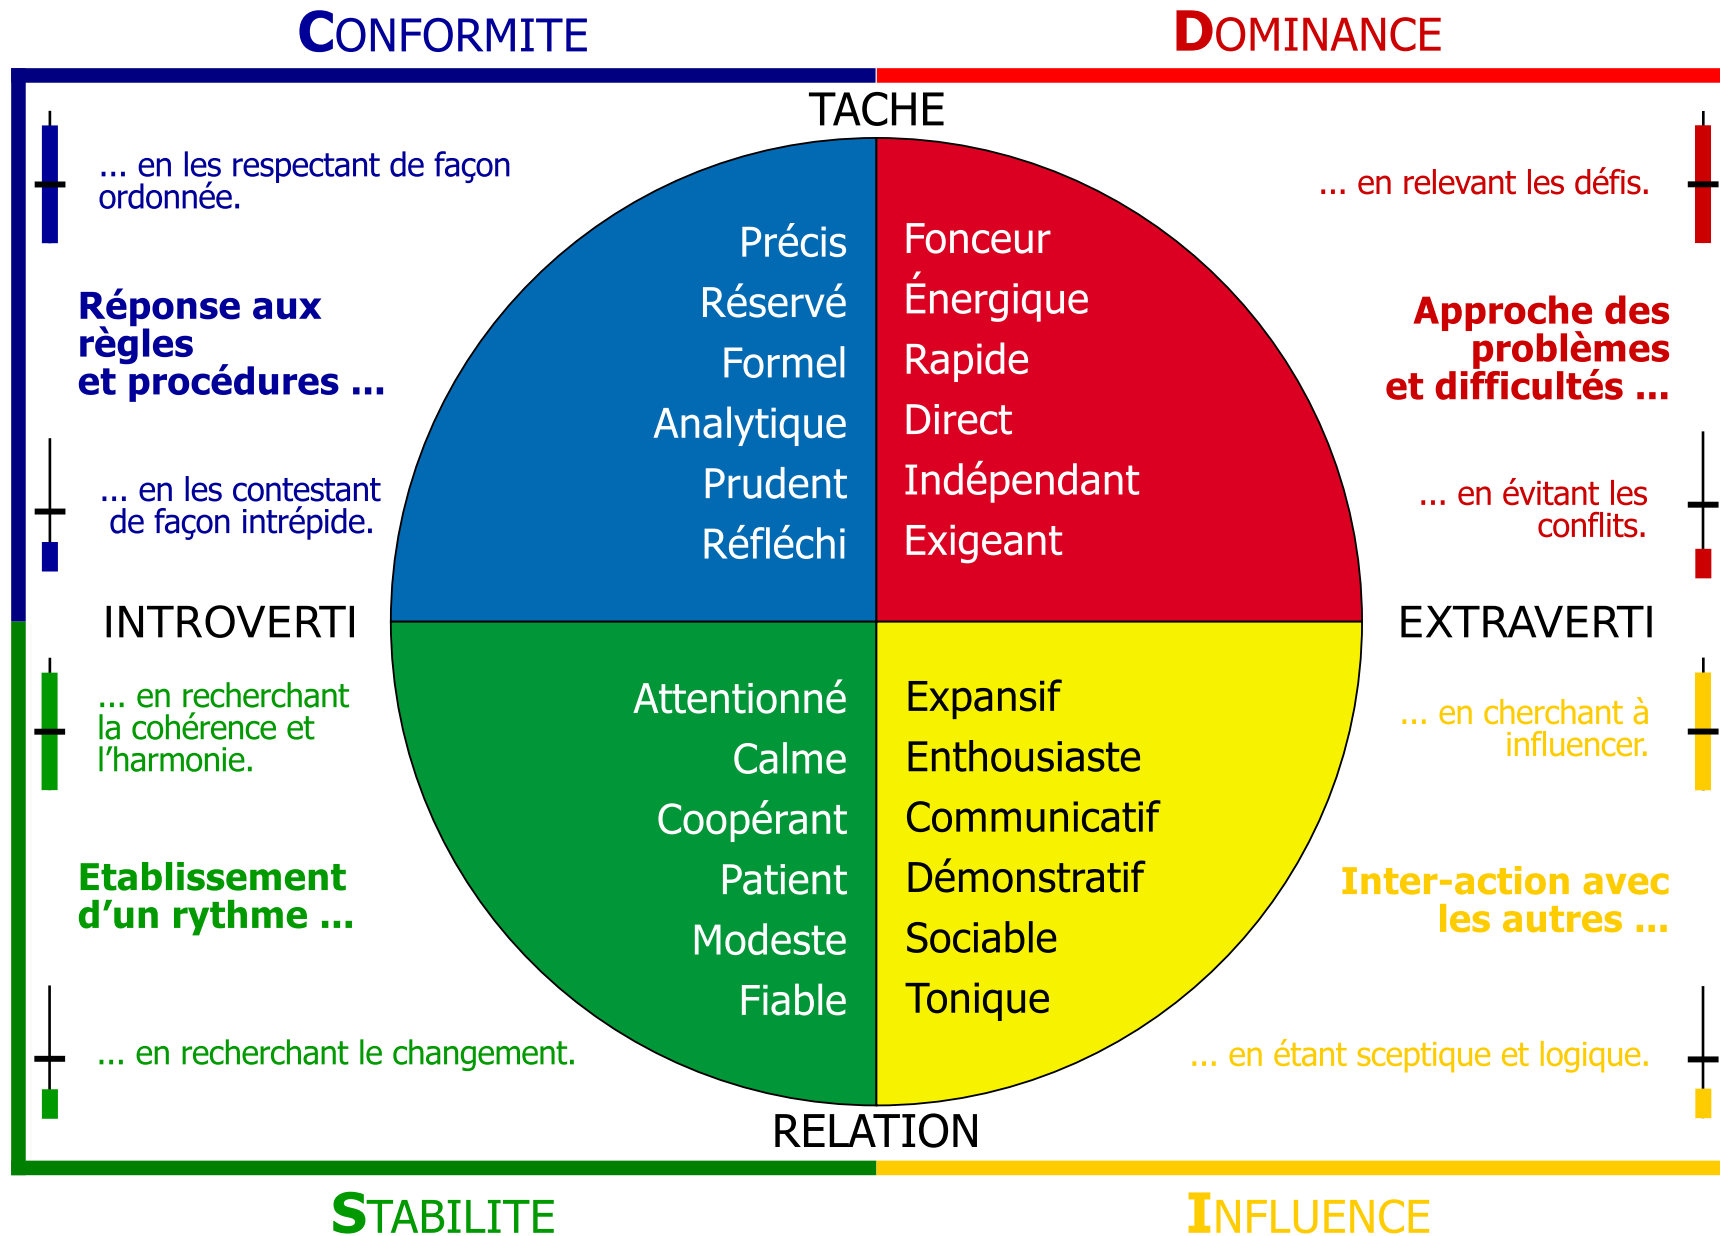 CONFORMITE
DOMINANCE
TACHE
... en les respectant de façon
ordonnée.
Réponse aux
règles
et procédures ...
... en les contestant
de façon intrépide.
Précis
Réservé
Formel
Analytique
Prudent
Réfléchi
Fonceur
Énergique
Rapide
Direct
Indépendant
Exigeant
... en relevant les défis.
Approche des
problèmes
et difficultés ...
... en évitant les
conflits.
INTROVERTI
EXTRAVERTI
... en recherchant
la cohérence et
l’harmonie.
Etablissement
d’un rythme ...
... en recherchant le changement.
Attentionné
Calme
Coopérant
Patient
Modeste
Fiable
Expansif
Enthousiaste
Communicatif
Démonstratif
Sociable
Tonique
... en cherchant à
influencer.
Inter-action avec
les autres ...
... en étant sceptique et logique.
RELATION
STABILITE
INFLUENCE